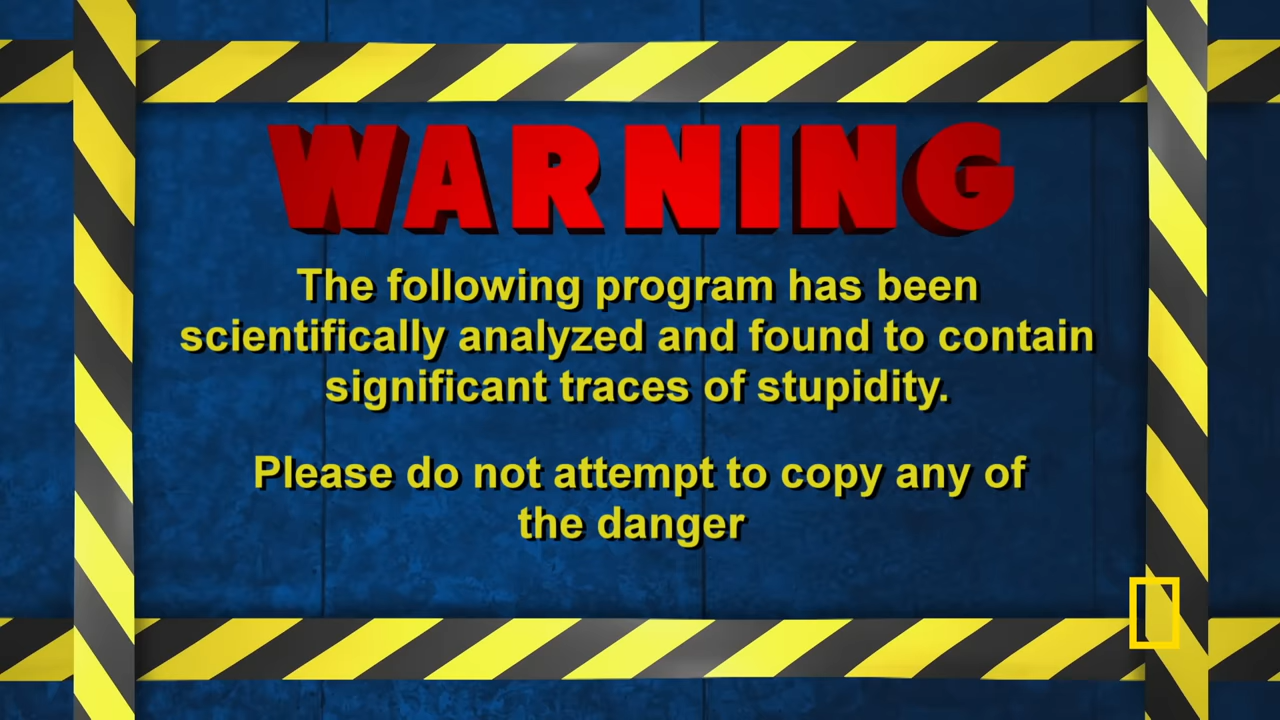 WARNING
The following program has been
scientifically analyzed and found to contain
significant traces of stupidity.
Please do not attempt to copy any of
the danger